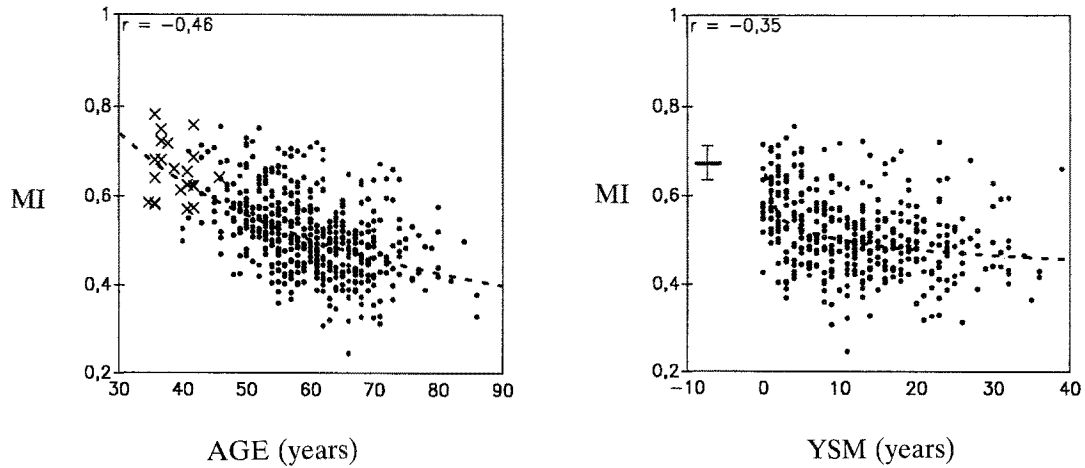 r = -0,46
1
0,8
0,6
0,4
0,2
MI
30 40 50 60 70 80 90
AGE (years)
r = -0,35
1
0,8
0,6
0,4
0,2
MI
-10 0 10 20 30 40
YSM (years)